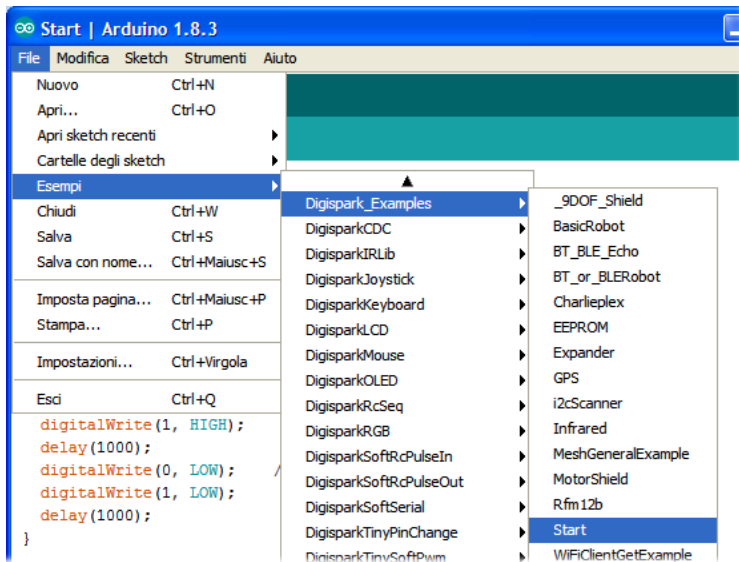 Start | Arduino 1.8.3
File Modifica Sketch Strumenti Aiuto
Nuovo Ctrl+N
Apri... Ctrl+O
Apri sketch recenti
Cartelle degli sketch
Esempi
Chiudi Ctrl+W
Salva Ctrl+S
Salva con nome... Ctrl+Maiusc+S
Imposta pagina... Ctrl+Maiusc+P
Stampa... Ctrl+P
Impostazioni... Ctrl+Virgola
Esci Ctrl+Q
Digispark_Examples
DigisparkCDC
DigisparkIRLib
DigisparkJoystick
DigisparkKeyboard
DigisparkLCD
DigisparkMouse
DigisparkOLED
DigisparkRcSeq
DigisparkRGB
DigisparkSoftRcPulseIn
DigisparkSoftRcPulseOut
DigisparkSoftSerial
DigisparkTinyPinChange
DigisparkTinySoftPwm
_9DOF_Shield
BasicRobot
BT_BLE_Echo
BT_or_BLERobot
Charlieplex
EEPROM
Expander
GPS
i2cScanner
Infrared
MeshGeneralExample
MotorShield
Rfm12b
Start
WiFiClientGetExample
digitalWrite(1, HIGH);
delay(1000);
digitalWrite(0, LOW); /
digitalWrite(1, LOW);
delay(1000);
}